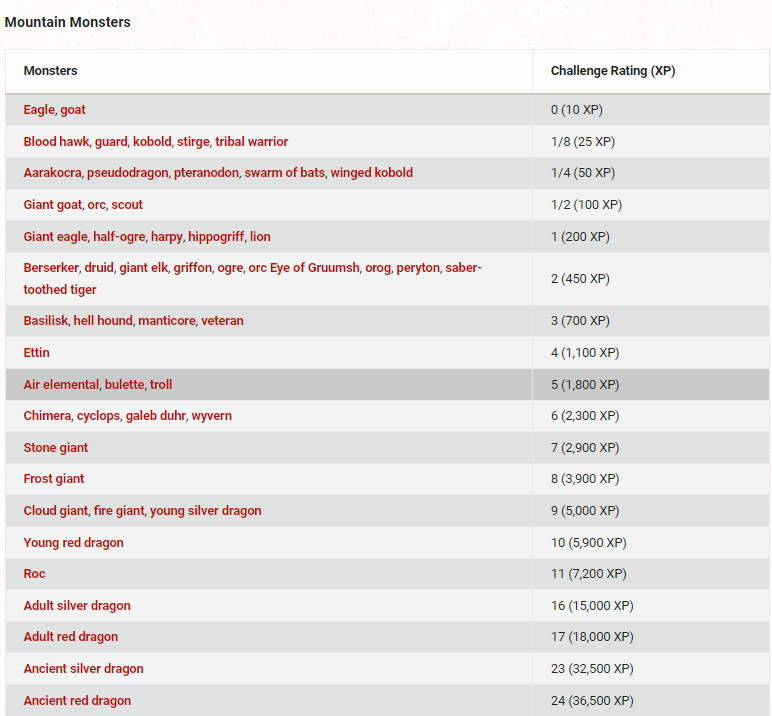 Mountain Monsters
Monsters Challenge Rating (XP)
Eagle, goat 0 (10 XP)
Blood hawk, guard, kobold, stirge, tribal warrior 1/8 (25 XP)
Aarakocra, pseudodragon, pteranodon, swarm of bats, winged kobold 1/4 (50 XP)
Giant goat, orc, scout 1/2 (100 XP)
Giant eagle, half-ogre, harpy, hippogriff, lion 1 (200 XP)
Berserker, druid, giant elk, griffon, ogre, orc Eye of Gruumsh, orog, peryton, saber-
toothed tiger 2 (450 XP)
Basilisk, hell hound, manticore, veteran 3 (700 XP)
Ettin 4 (1,100 XP)
Air elemental, bulette, troll 5 (1,800 XP)
Chimera, cyclops, galeb duhr, wyvern 6 (2,300 XP)
Stone giant 7 (2,900 XP)
Frost giant 8 (3,900 XP)
Cloud giant, fire giant, young silver dragon 9 (5,000 XP)
Young red dragon 10 (5,900 XP)
Roc 11 (7,200 XP)
Adult silver dragon 16 (15,000 XP)
Adult red dragon 17 (18,000 XP)
Ancient silver dragon 23 (32,500 XP)
Ancient red dragon 24 (36,500 XP)